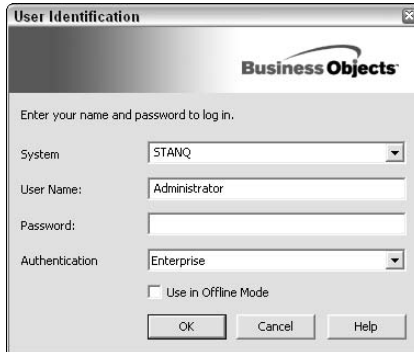 User Identification
Business Objects
Enter your name and password to log in.
System STANQ
User Name: Administrator
Password:
Authentication Enterprise
Use in Offline Mode
OK Cancel Help